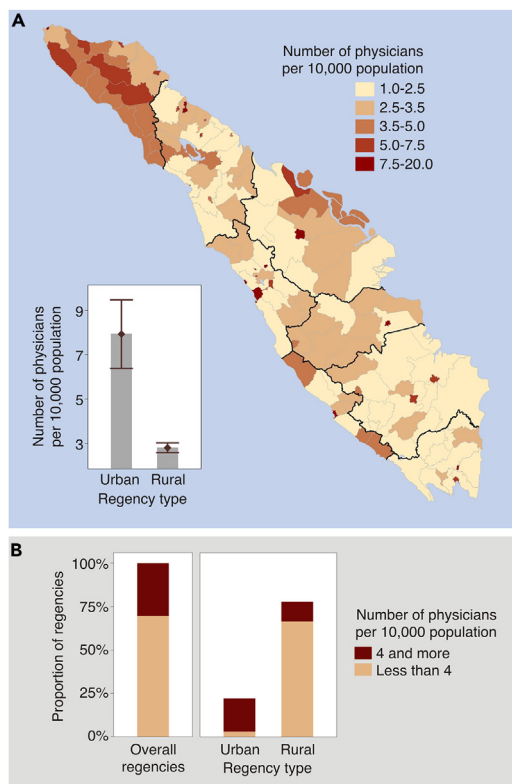 A
Number of physicians
per 10,000 population
1.0-2.5
2.5-3.5
3.5-5.0
5.0-7.5
7.5-20.0
Number of physicians
per 10,000 population
9
7
5
3
Urban Rural
Regency type
B
Proportion of regencies
100%
75%
50%
25%
0%
Overall
regencies
Urban Rural
Regency type
Number of physicians
per 10,000 population
4 and more
Less than 4